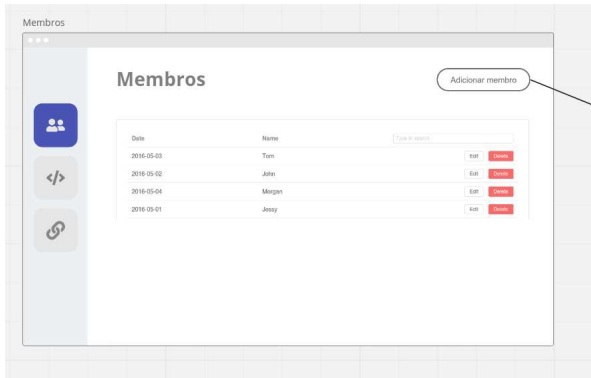 Membros
Membros
Adicionar membro
Date Name Type to search
2016-05-03 Tom Edit Delete
2016-05-02 John Edit Delete
2016-05-04 Morgan Edit Delete
2016-05-01 Jessy Edit Delete